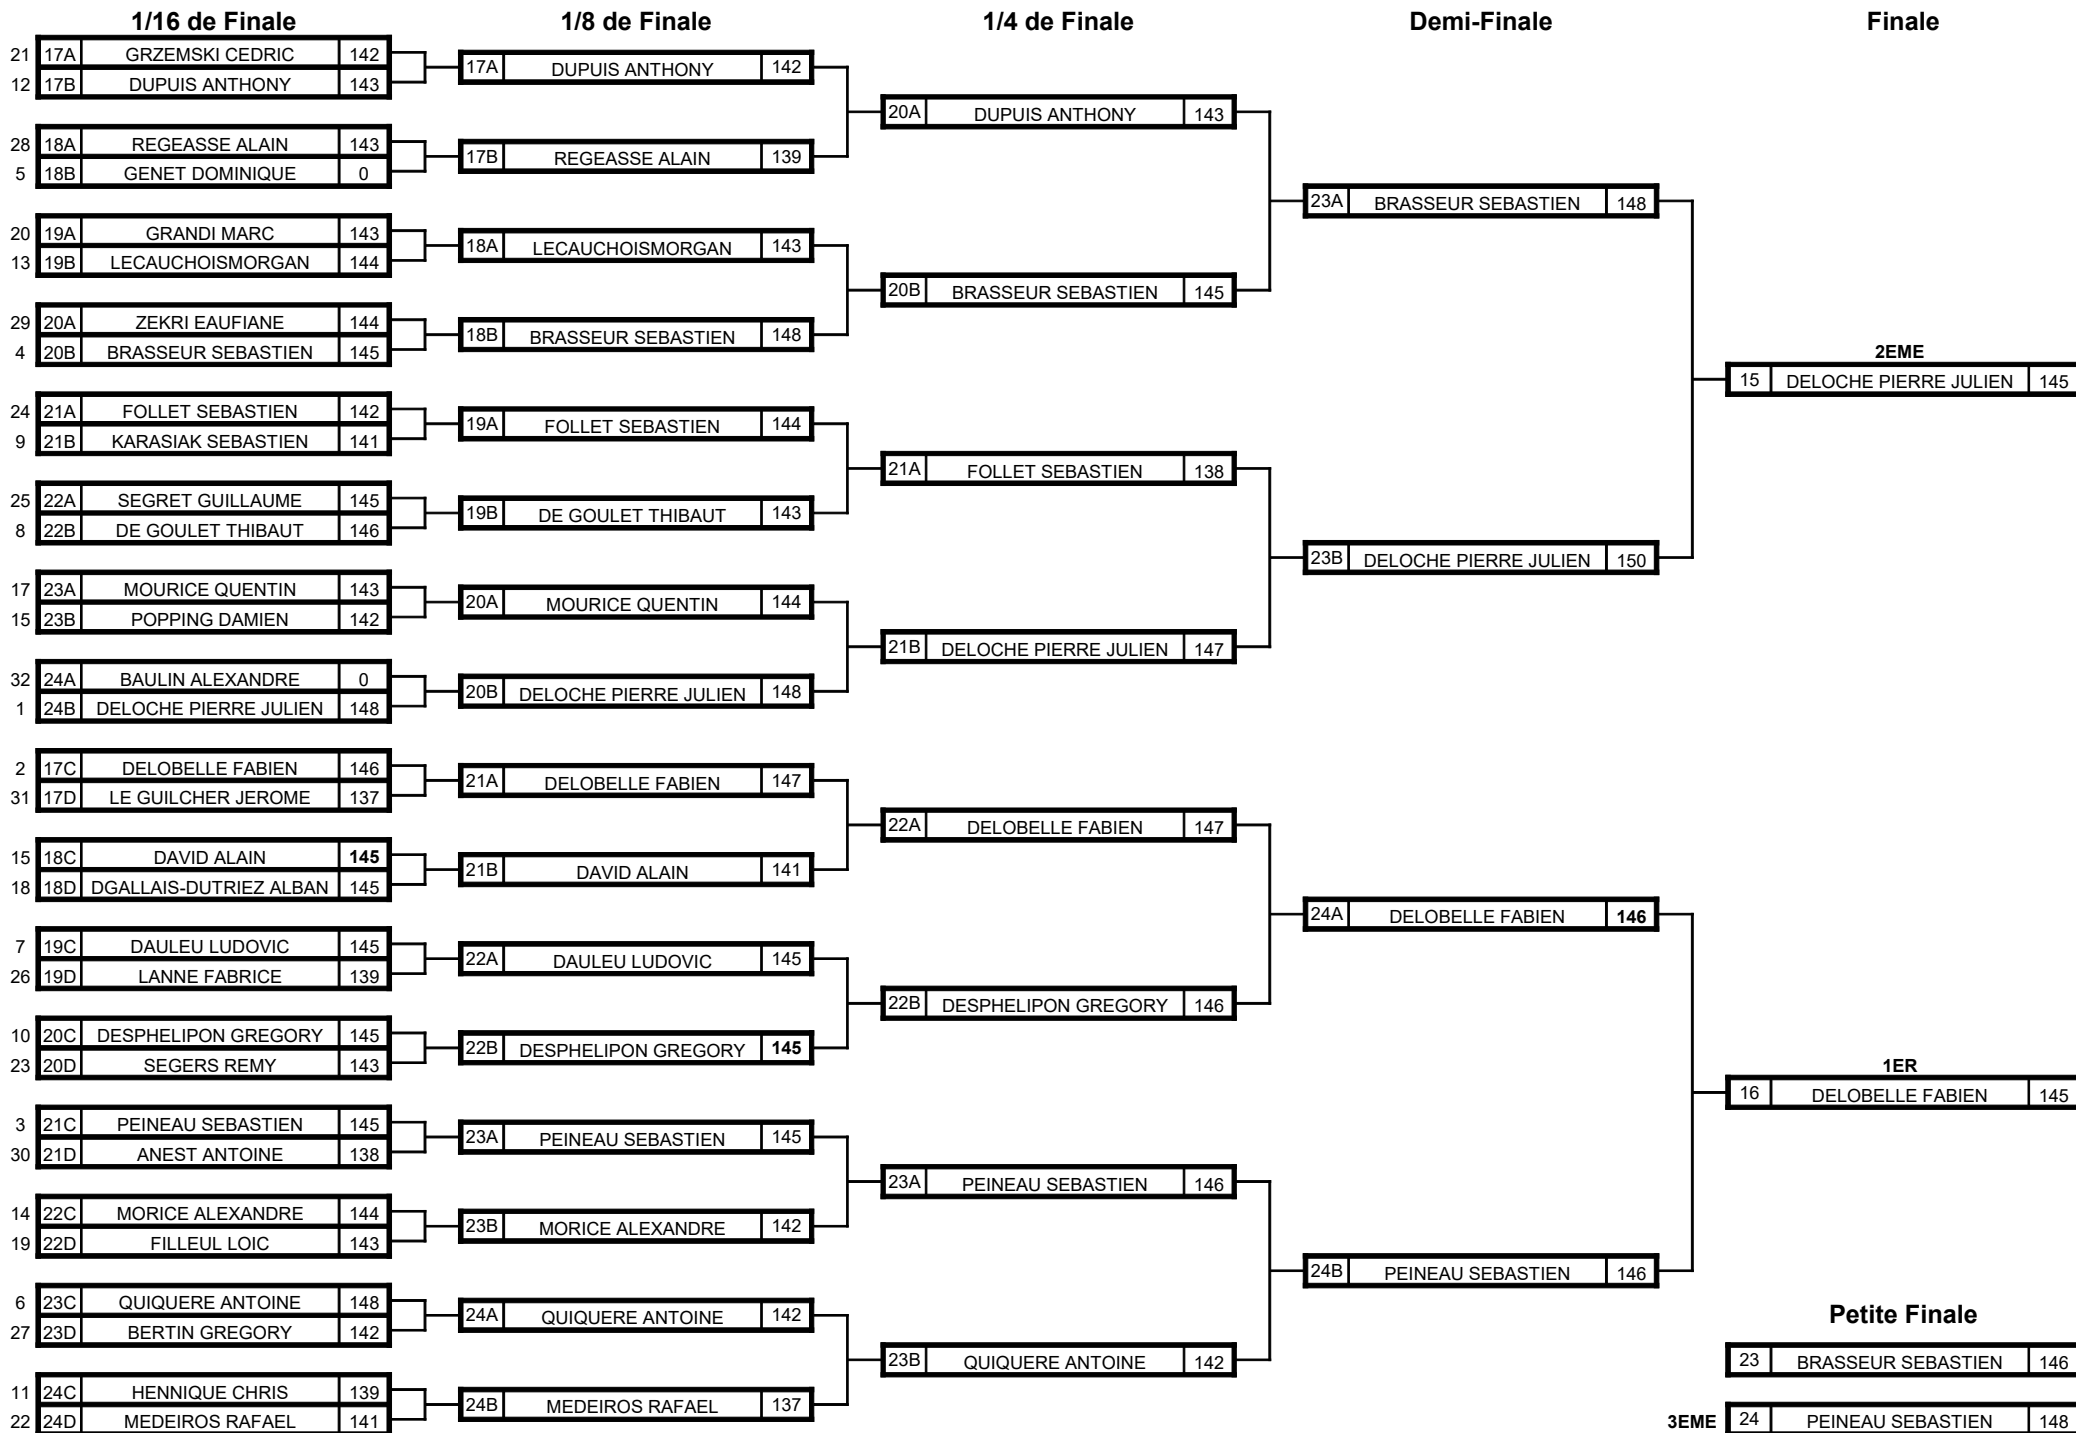 1/16 de Finale 1/8 de Finale 1/4 de Finale Demi-Finale Finale
21 17A GRZEMSKI CEDRIC 142
12 17B DUPUIS ANTHONY 143
28 18A REGEASSE ALAIN 143
5 18B GENET DOMINIQUE 0
20 19A GRANDI MARC 143
13 19B LECAUCHOISMORGAN 144
29 20A ZEKRI EAUFIANE 144
4 20B BRASSEUR SEBASTIEN 145
24 21A FOLLET SEBASTIEN 142
9 21B KARASIAK SEBASTIEN 141
25 22A SEGRET GUILLAUME 145
8 22B DE GOULET THIBAUT 146
17 23A MOURICE QUENTIN 143
15 23B POPPING DAMIEN 142
32 24A BAULIN ALEXANDRE 0
1 24B DELOCHE PIERRE JULIEN 148
2 17C DELOBELLE FABIEN 146
31 17D LE GUILCHER JEROME 137
15 18C DAVID ALAIN 145
18 18D DGALLAIS-DUTRIEZ ALBAN 145
7 19C DAULEU LUDOVIC 145
26 19D LANNE FABRICE 139
10 20C DESPHELIPON GREGORY 145
23 20D SEGERS REMY 143
3 21C PEINEAU SEBASTIEN 145
30 21D ANEST ANTOINE 138
14 22C MORICE ALEXANDRE 144
19 22D FILLEUL LOIC 143
6 23C QUIQUERE ANTOINE 148
27 23D BERTIN GREGORY 142
11 24C HENNIQUE CHRIS 139
22 24D MEDEIROS RAFAEL 141
17A DUPUIS ANTHONY 142
17B REGEASSE ALAIN 139
18A LECAUCHOISMORGAN 143
18B BRASSEUR SEBASTIEN 148
19A FOLLET SEBASTIEN 144
19B DE GOULET THIBAUT 143
20A MOURICE QUENTIN 144
20B DELOCHE PIERRE JULIEN 148
21A DELOBELLE FABIEN 147
21B DAVID ALAIN 141
22A DAULEU LUDOVIC 145
22B DESPHELIPON GREGORY 145
23A PEINEAU SEBASTIEN 145
23B MORICE ALEXANDRE 142
24A QUIQUERE ANTOINE 142
24B MEDEIROS RAFAEL 137
20A DUPUIS ANTHONY 143
20B BRASSEUR SEBASTIEN 145
21A FOLLET SEBASTIEN 138
21B DELOCHE PIERRE JULIEN 147
22A DELOBELLE FABIEN 147
22B DESPHELIPON GREGORY 146
23A PEINEAU SEBASTIEN 146
23B QUIQUERE ANTOINE 142
23A BRASSEUR SEBASTIEN 148
23B DELOCHE PIERRE JULIEN 150
24A DELOBELLE FABIEN 146
24B PEINEAU SEBASTIEN 146
2EME
15 DELOCHE PIERRE JULIEN 145
1ER
16 DELOBELLE FABIEN 145
Petite Finale
23 BRASSEUR SEBASTIEN 146
3EME 24 PEINEAU SEBASTIEN 148